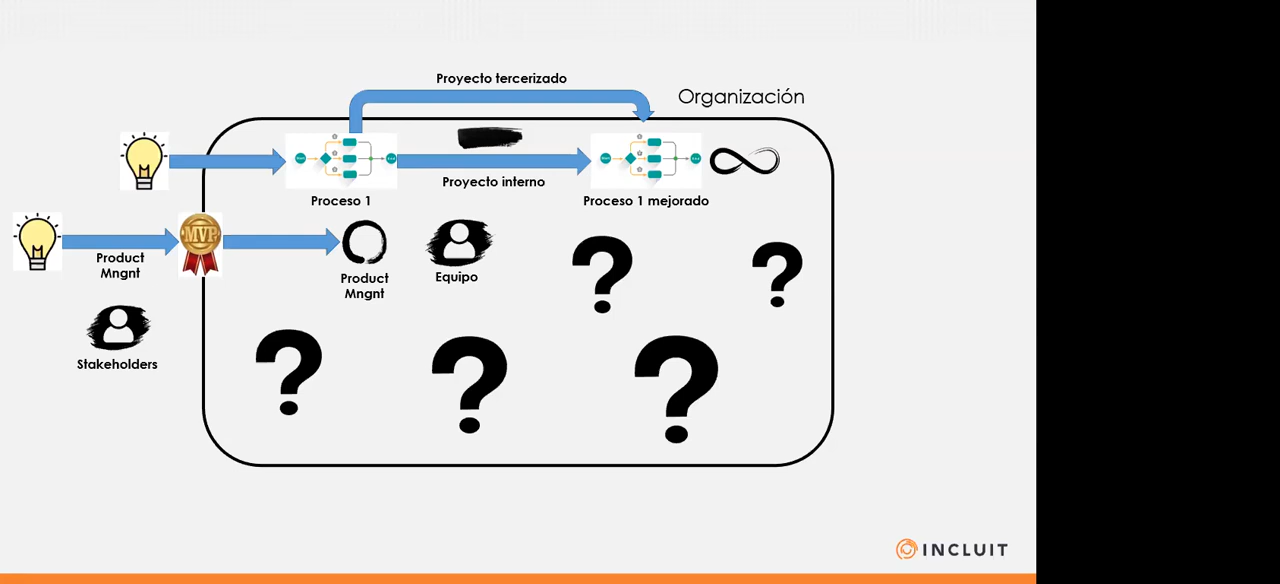 Proyecto tercerizado
Organización
Proyecto interno
Proceso 1
Proceso 1 mejorado
MVP
Product
Mngnt
Product
Mngnt
Equipo
?
?
Stakeholders
?
?
?
INCLUIT